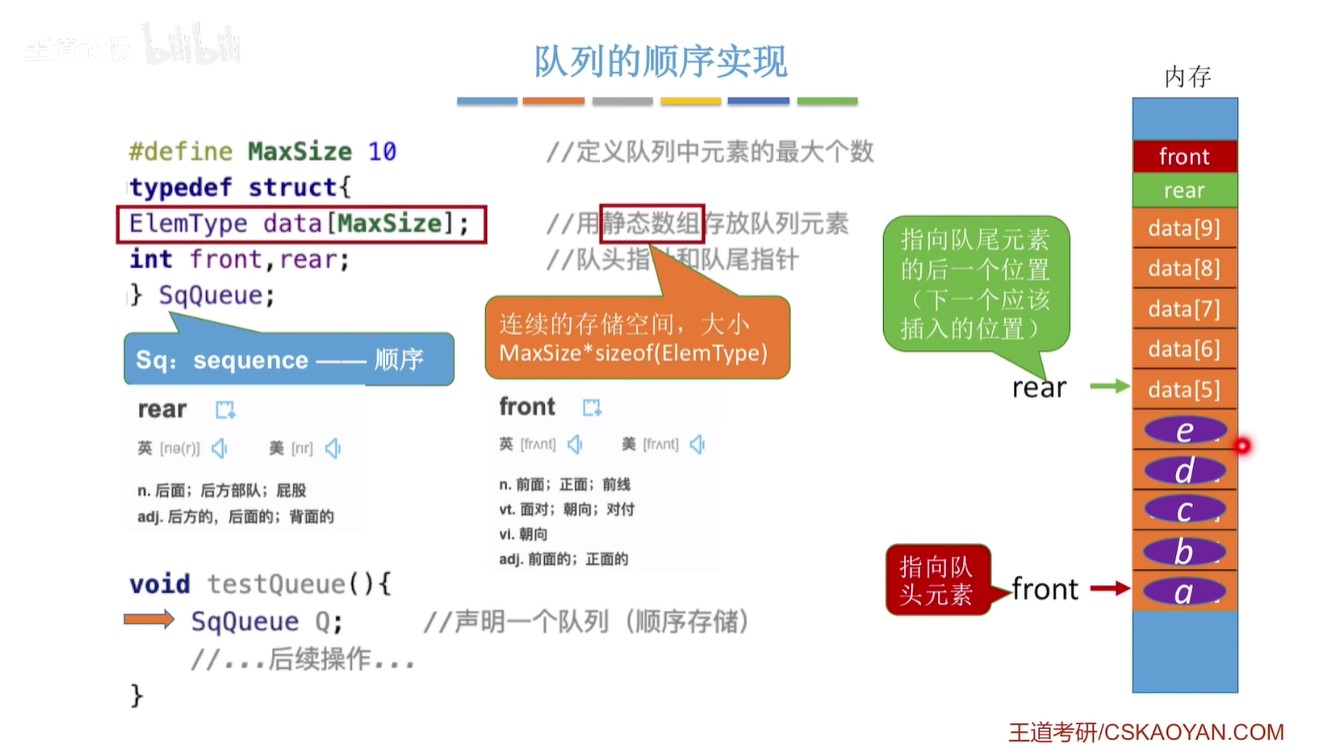 bilibili
队列的顺序实现
#define MaxSize 10 //定义队列中元素的最大个数
typedef struct{
ElemType data[MaxSize]; //用静态数组存放队列元素
int front,rear; //队头指针和队尾指针
} SqQueue;
Sq：sequence —— 顺序
连续的存储空间，大小
MaxSize*sizeof(ElemType)
rear
英 [rɪə(r)] 美 [rɪr]
n. 后面；后方部队；屁股
adj. 后方的，后面的；背面的
front
英 [frʌnt] 美 [frʌnt]
n. 前面；正面；前线
vt. 面对；朝向；对付
vi. 朝向
adj. 前面的；正面的
void testQueue(){
SqQueue Q; //声明一个队列（顺序存储）
//...后续操作...
}
指向队尾元素
的后一个位置
（下一个应该
插入的位置）
rear
指向队
头元素
front
内存
front
rear
data[9]
data[8]
data[7]
data[6]
data[5]
e
d
c
b
a
王道考研/CSKAOYAN.COM